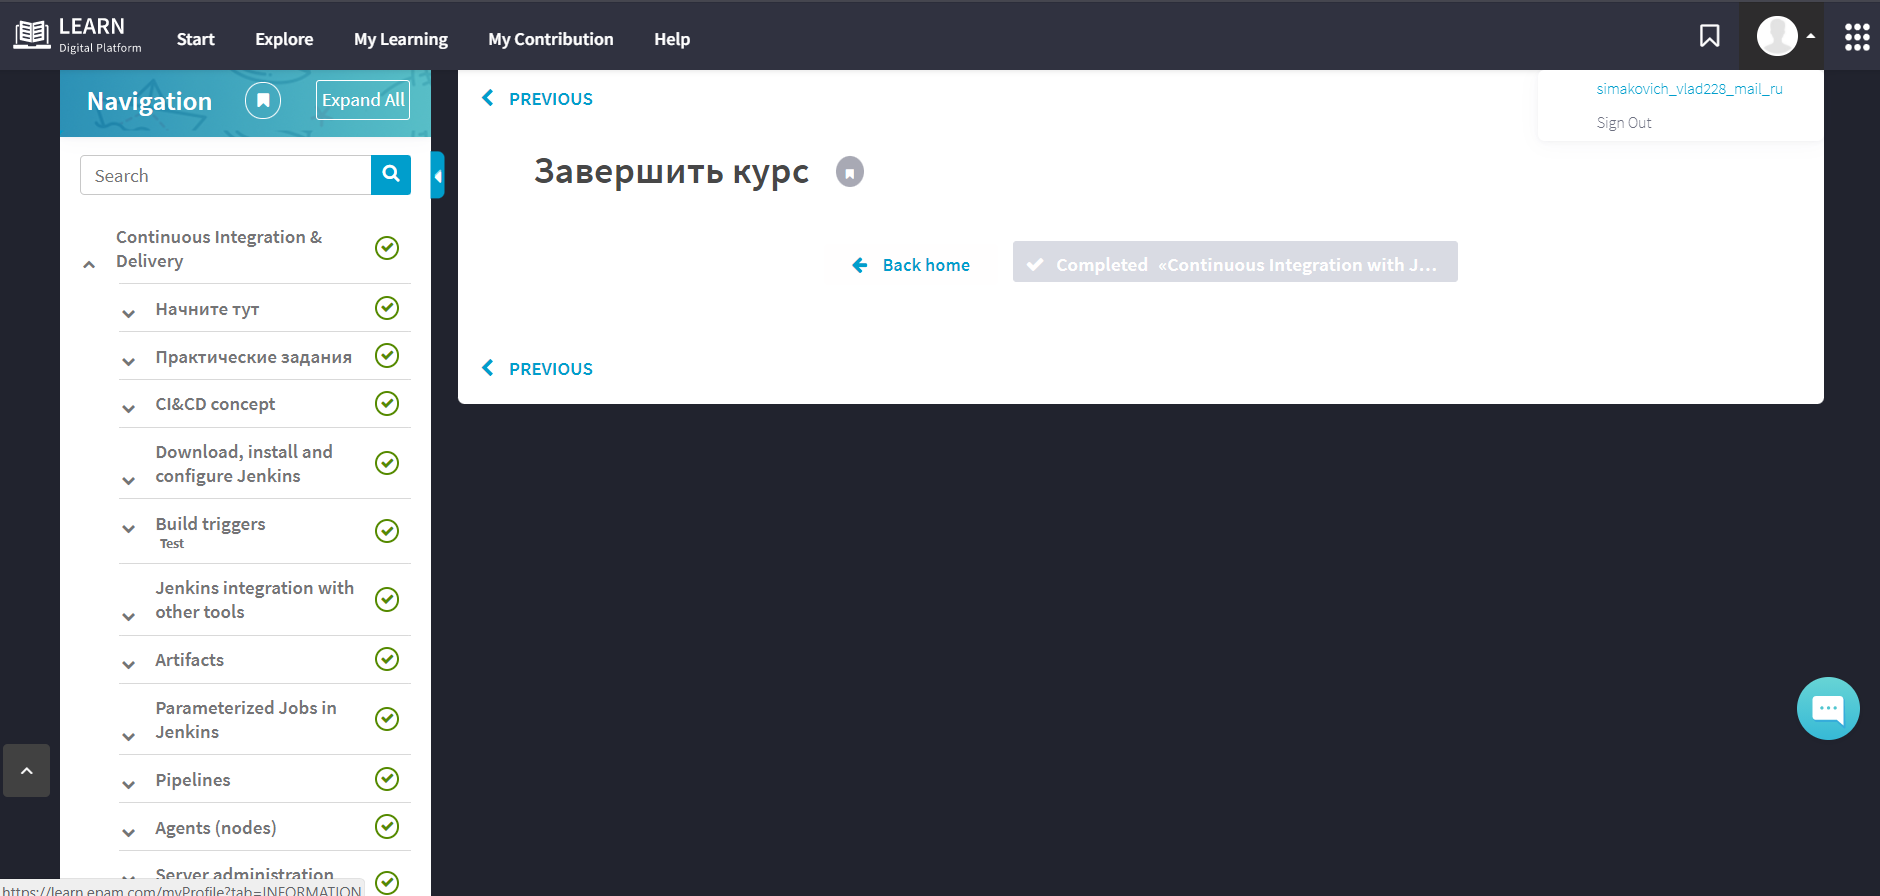 LEARN
Digital Platform
Start
Explore
My Learning
My Contribution
Help
simakovich_vlad228_mail_ru
Sign Out
Navigation
Expand All
Search
Continuous Integration &
Delivery
Начните тут
Практические задания
CI&CD concept
Download, install and
configure Jenkins
Build triggers
Test
Jenkins integration with
other tools
Artifacts
Parameterized Jobs in
Jenkins
Pipelines
Agents (nodes)
Server administration
https://learn.epam.com/myProfile?tab=INFORMATION
PREVIOUS
Завершить курс
Back home
Completed «Continuous Integration with J...
PREVIOUS